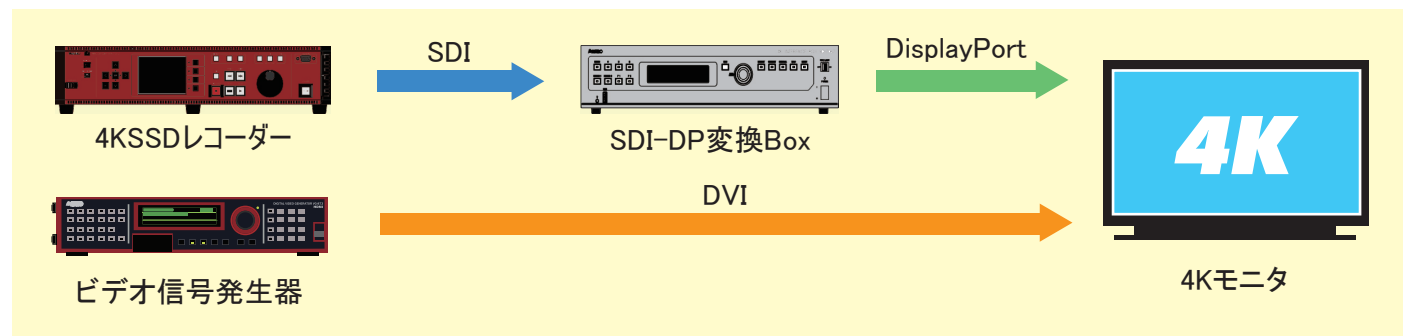 SDI
DisplayPort
4KSSDレコーダー
SDI-DP変換Box
4K
DVI
ビデオ信号発生器
4Kモニタ